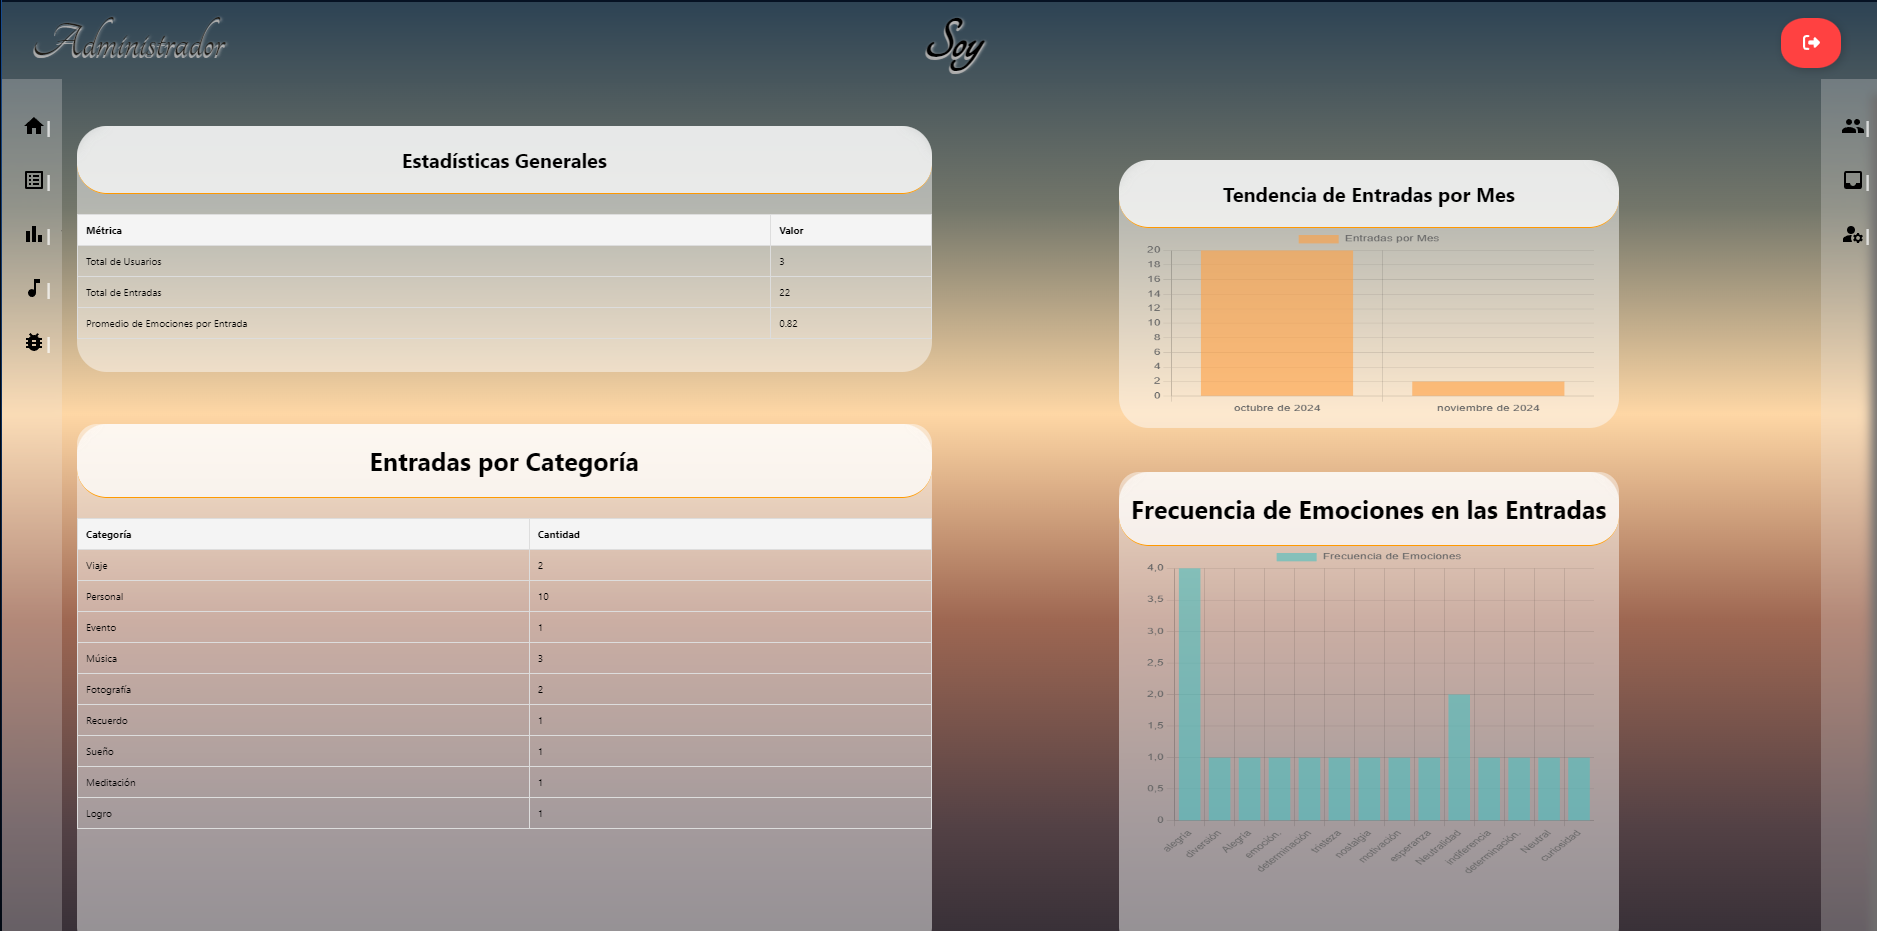 Administrador
Soy
Estadísticas Generales
Métrica Valor
Total de Usuarios 3
Total de Entradas 22
Promedio de Emociones por Entrada 0.82
Entradas por Categoría
Categoría Cantidad
Viaje 2
Personal 10
Evento 1
Música 3
Fotografía 2
Recuerdo 1
Sueño 1
Meditación 1
Logro 1
Tendencia de Entradas por Mes
Entradas por Mes
20
18
16
14
12
10
8
6
4
2
0
octubre de 2024 noviembre de 2024
Frecuencia de Emociones en las Entradas
Frecuencia de Emociones
4,0
3,5
3,0
2,5
2,0
1,5
1,0
0,5
0
alegría
diversión
Alegría
emoción.
determinación
tristeza
nostalgia
motivación
esperanza
Neutralidad
indiferencia
determinación.
Neutral
curiosidad